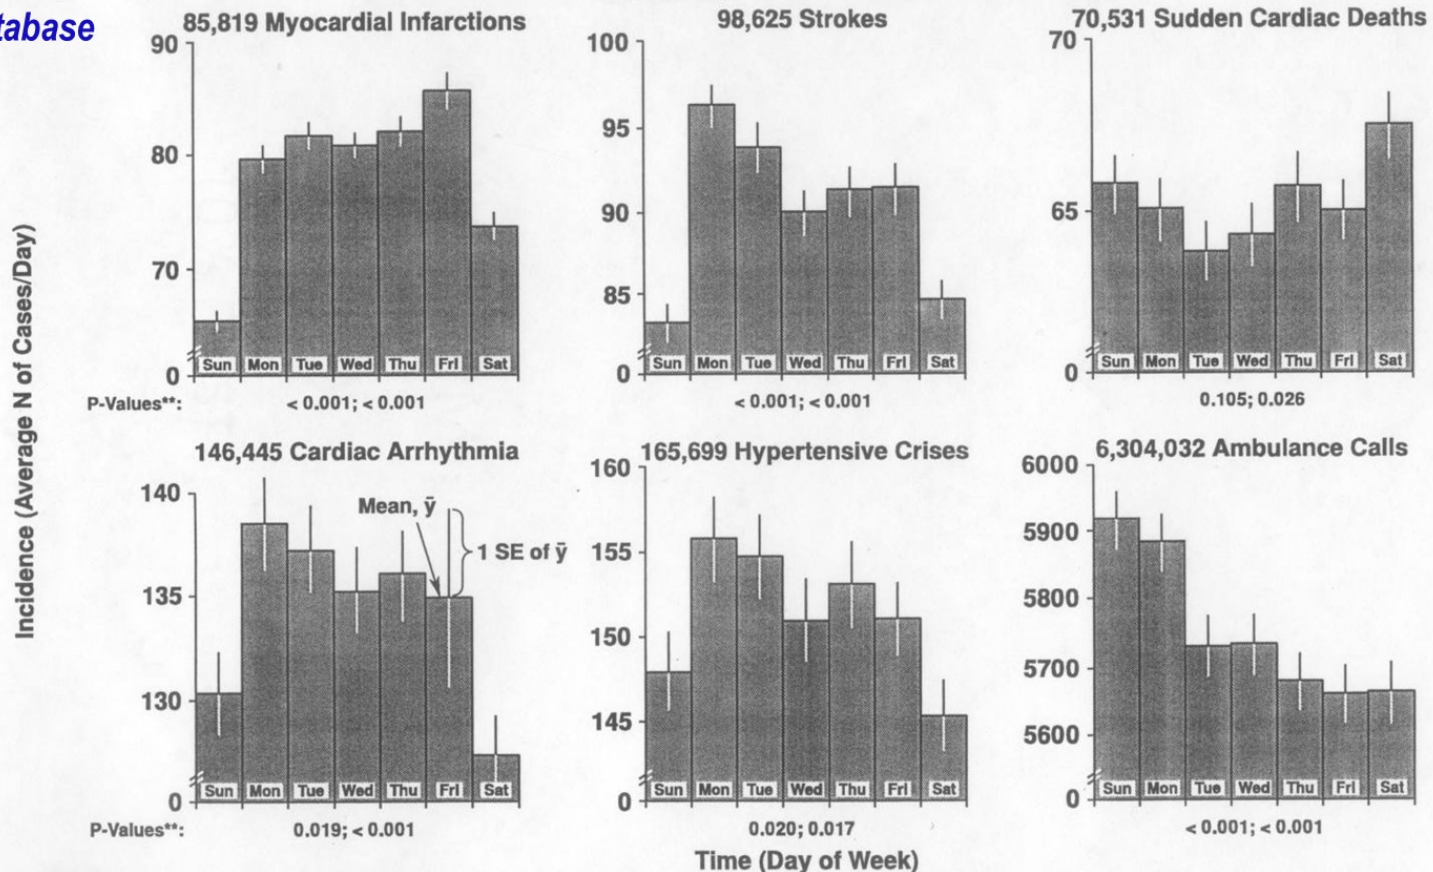 tabase
85,819 Myocardial Infarctions
90
80
70
0
Sun Mon Tue Wed Thu Fri Sat
P-Values**: < 0.001; < 0.001
98,625 Strokes
100
95
90
85
0
Sun Mon Tue Wed Thu Fri Sat
<0.001; < 0.001
70,531 Sudden Cardiac Deaths
70
65
0
Sun Mon Tue Wed Thu Fri Sat
0.105; 0.026
Incidence (Average N of Cases/Day)
146,445 Cardiac Arrhythmia
140
135
130
0
Mean, ȳ
1 SE of ȳ
Sun Mon Tue Wed Thu Fri Sat
P-Values**: 0.019; < 0.001
165,699 Hypertensive Crises
160
155
150
145
0
Sun Mon Tue Wed Thu Fri Sat
0.020; 0.017
6,304,032 Ambulance Calls
6000
5900
5800
5700
5600
0
Sun Mon Tue Wed Thu Fri Sat
< 0.001; < 0.001
Time (Day of Week)